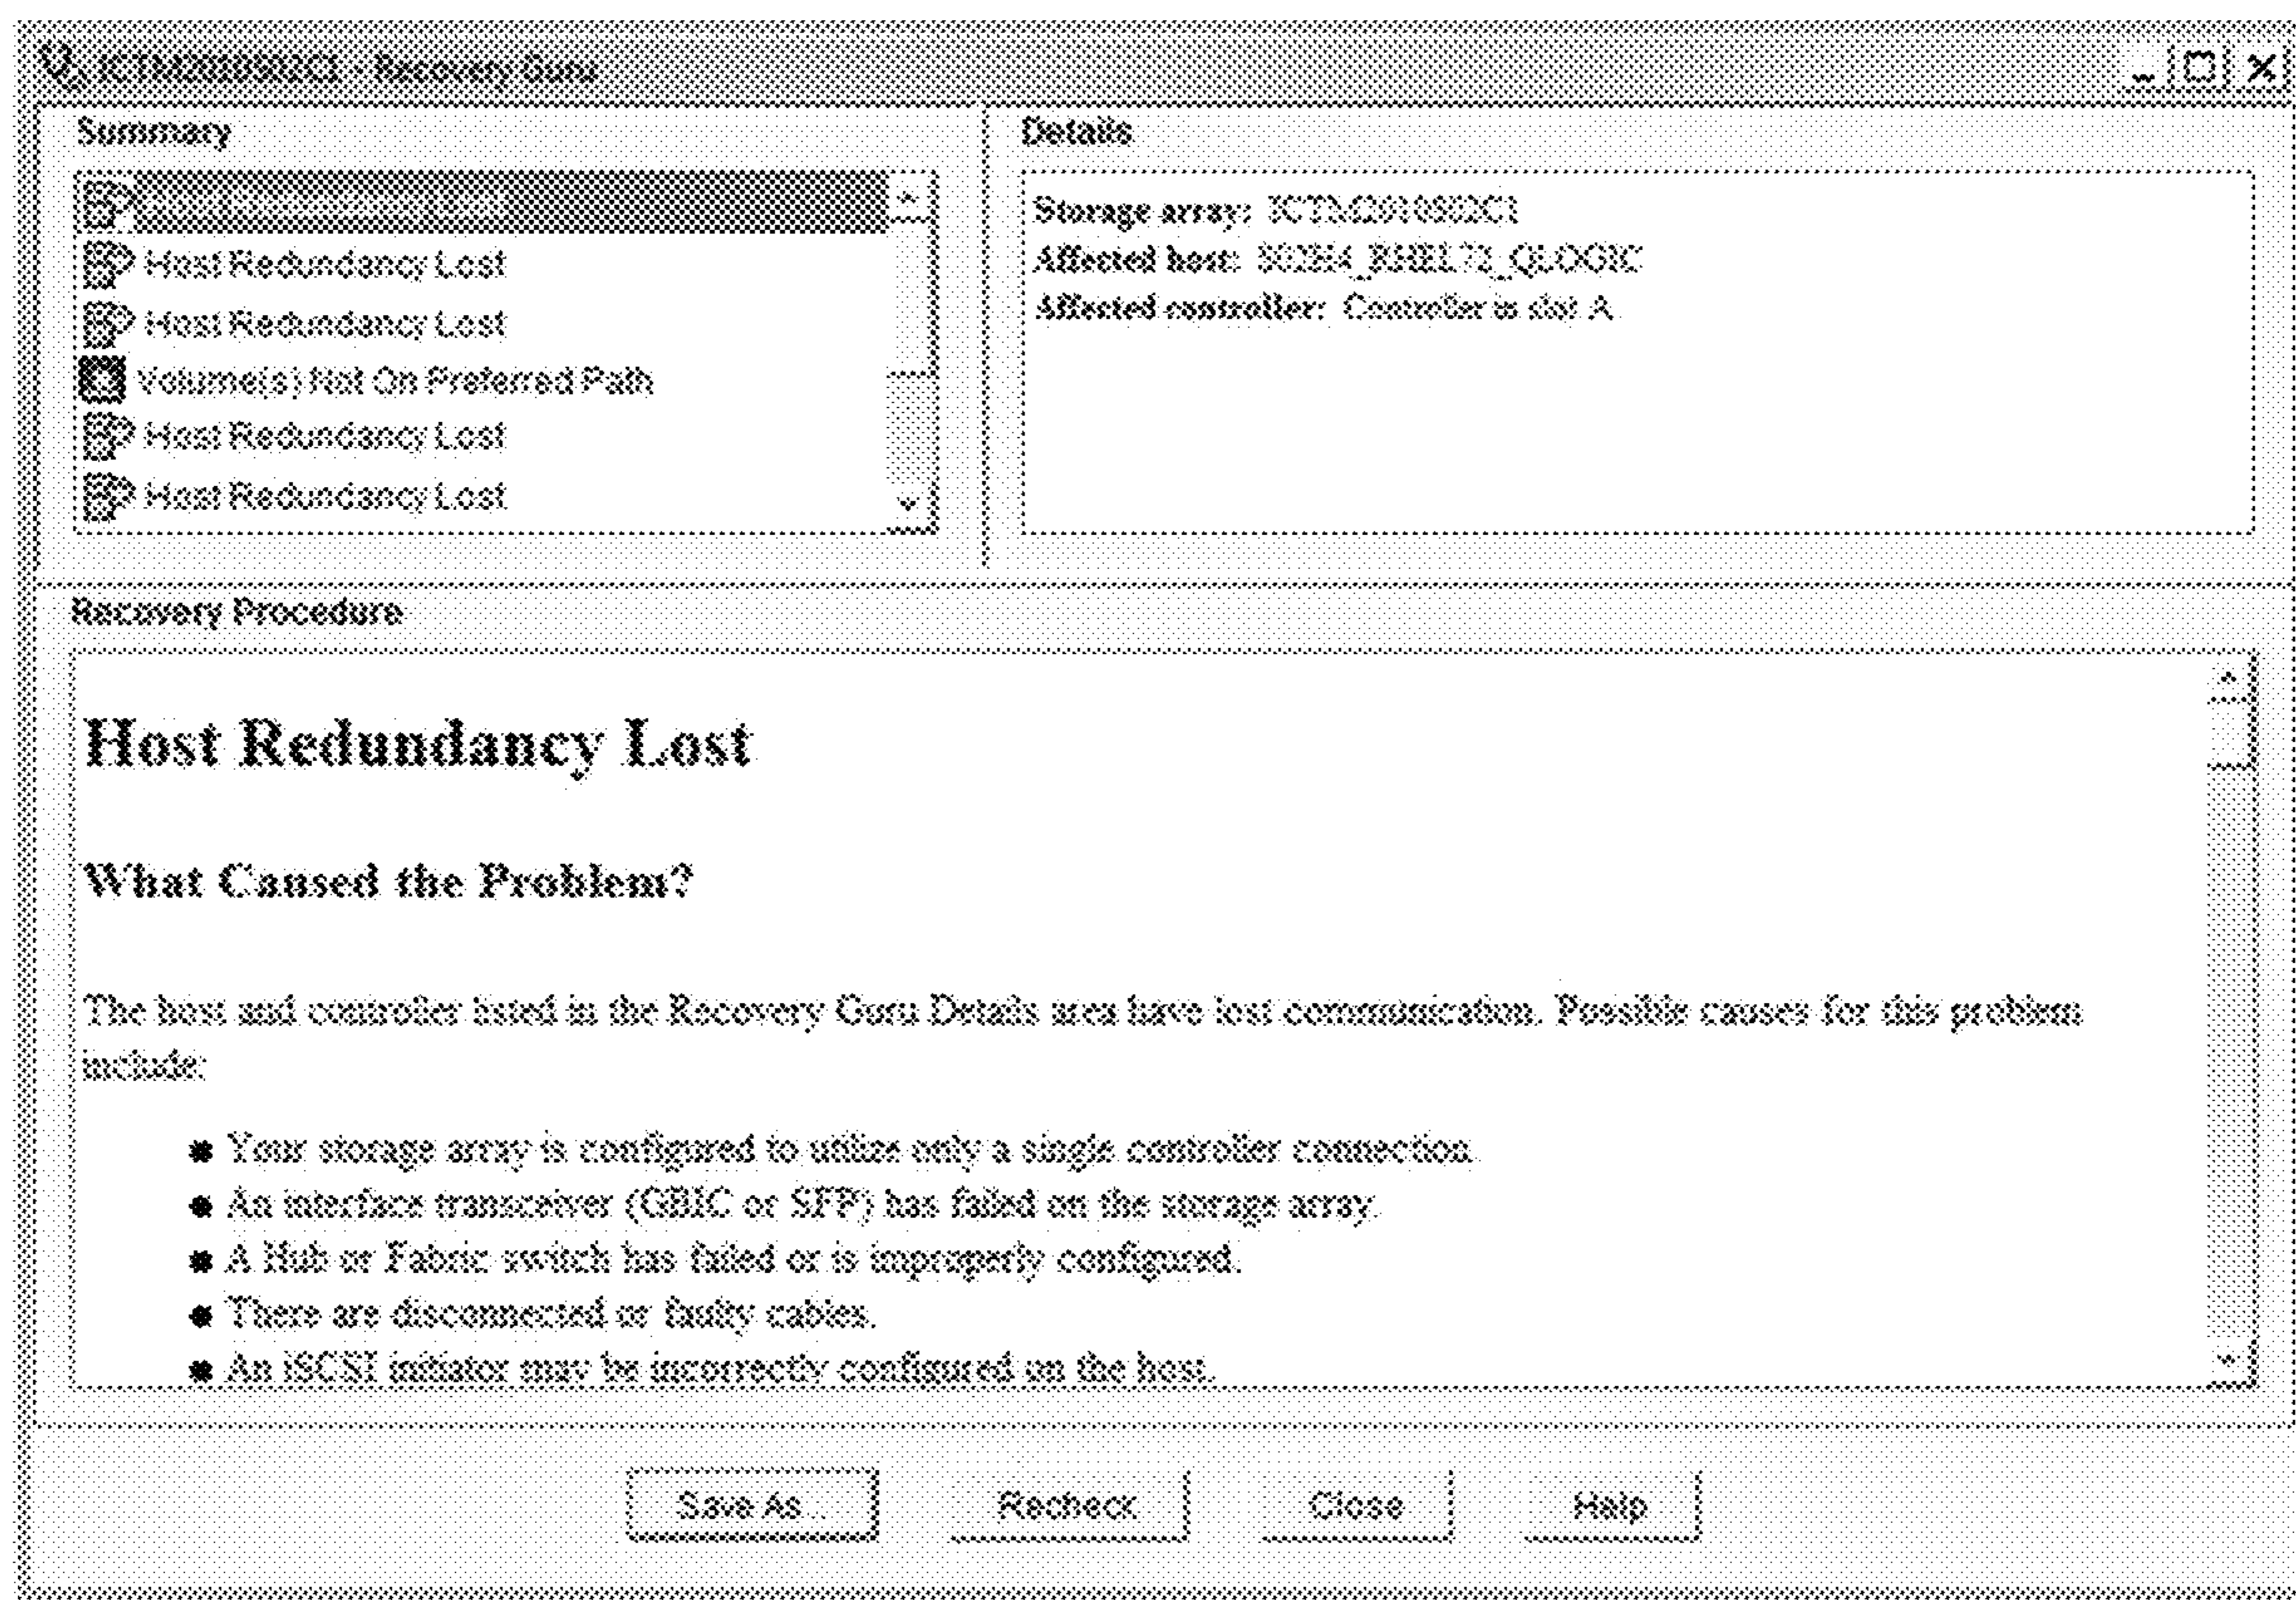 Recovery Guru
Summary
Details
Host Redundancy Lost
Host Redundancy Lost
Volume(s) Not On Preferred Path
Host Redundancy Lost
Host Redundancy Lost
Storage array:
Affected host:
Affected controller: Controller in slot A
Recovery Procedure
Host Redundancy Lost
What Caused the Problem?
The host and controller listed in the Recovery Guru Details area have lost communication. Possible causes for this problem
include:
• Your storage array is configured to utilize only a single controller connection.
• An interface transceiver (GBIC or SFP) has failed on the storage array.
• A Hub or Fabric switch has failed or is improperly configured.
• There are disconnected or faulty cables.
• An iSCSI initiator may be incorrectly configured on the host.
Save As...
Recheck
Close
Help